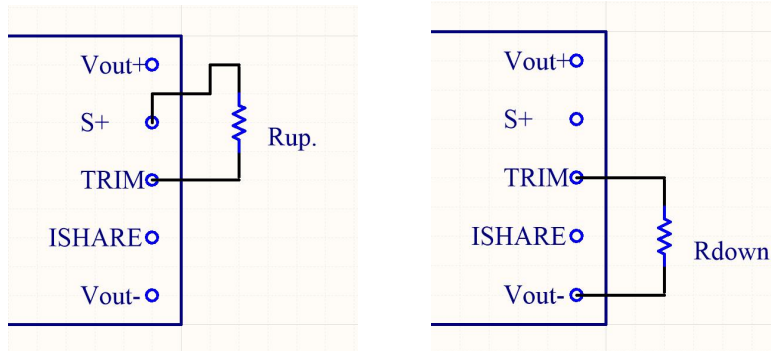 Vout+
S+
Rup.
TRIM
ISHARE
Vout-
Vout+
S+
TRIM
ISHARE
Rdown
Vout-